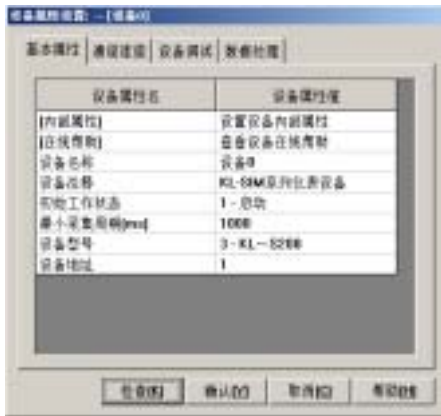 设备属性设置: --[设备0]
基本属性 通道连接 设备调试 数据处理
设备属性名 设备属性值
[内部属性] 设置设备内部属性
[在线帮助] 查看设备在线帮助
设备名称 设备0
设备注释 KL-SIM系列仪表设备
初始工作状态 1 - 启动
最小采集周期[ms] 1000
设备型号 3 - KL－S200
设备地址 1
检查(K) 确认(Y) 取消(C) 帮助(H)